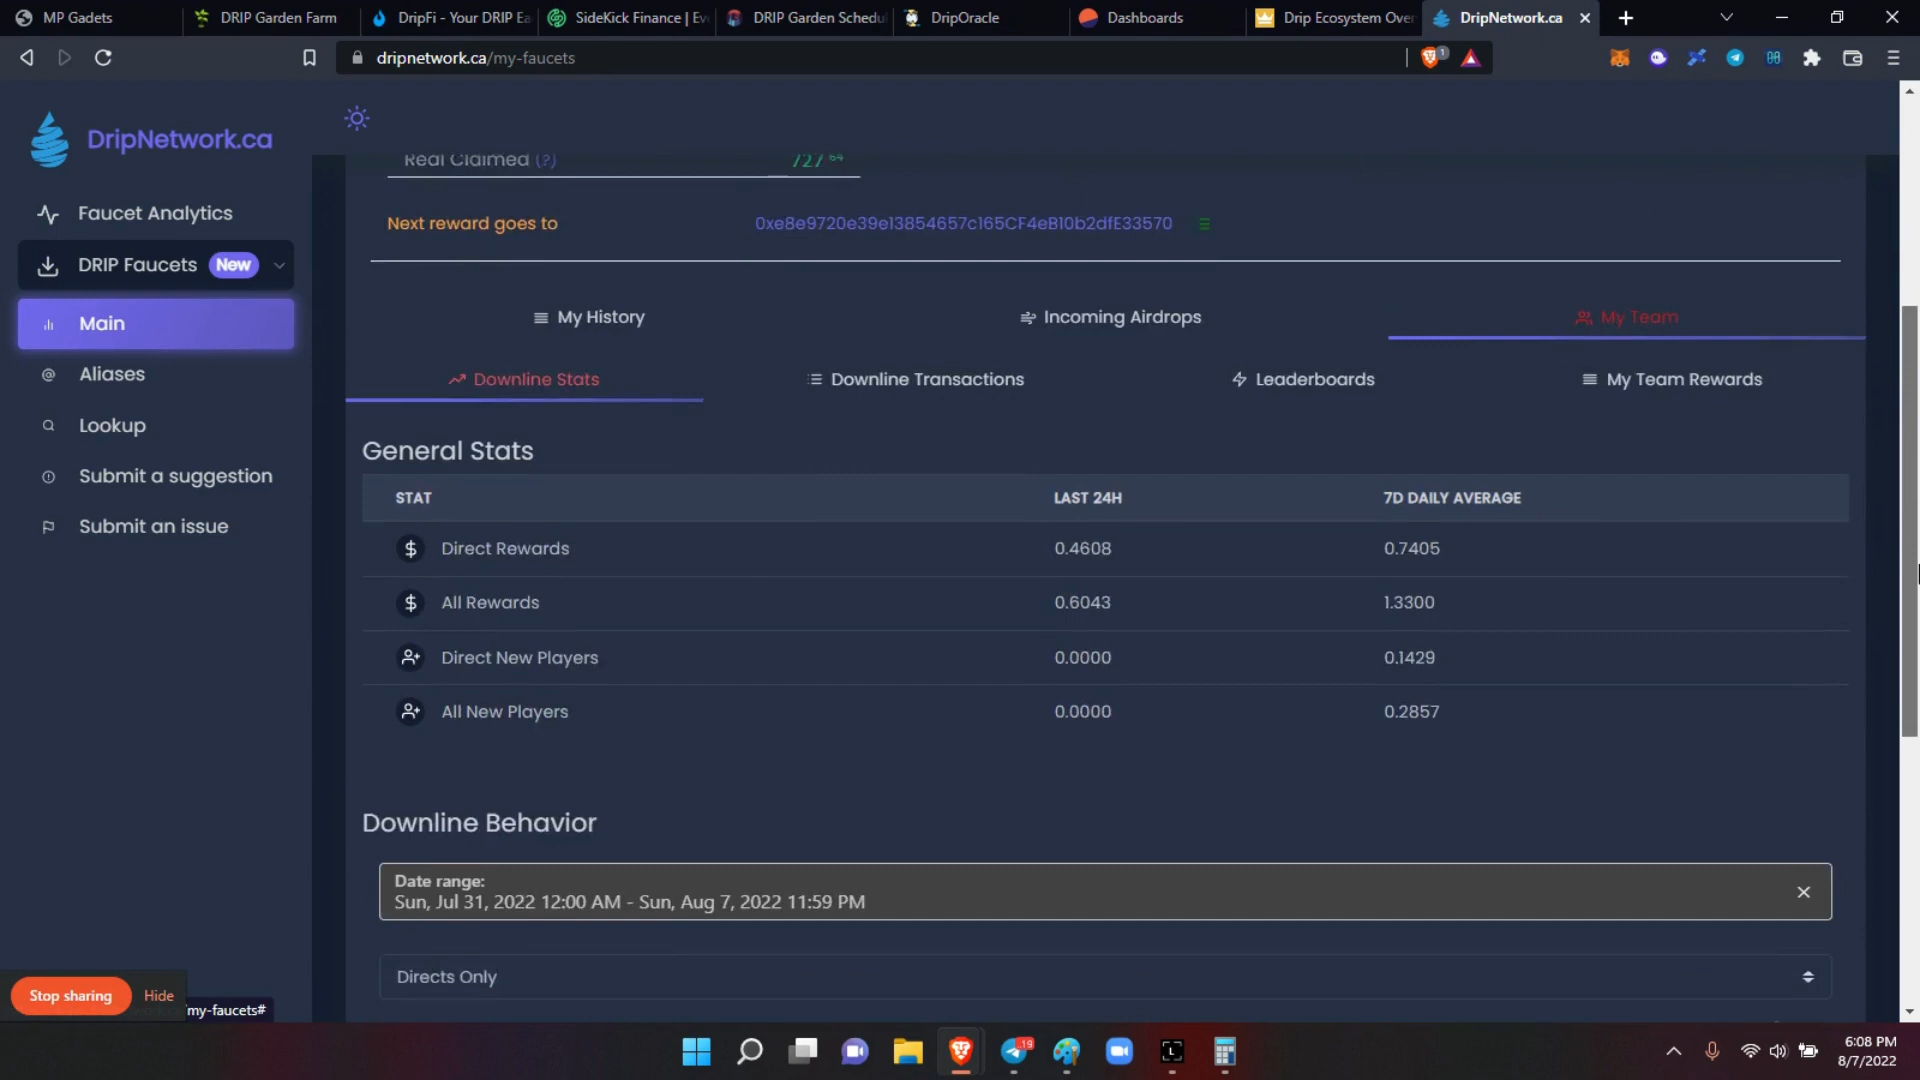 MP Gadets
DRIP Garden Farm
DripFi - Your DRIP Ea
SideKick Finance | Ev
DRIP Garden Schedul
DripOracle
Dashboards
Drip Ecosystem Over
DripNetwork.ca
dripnetwork.ca/my-faucets
1
DripNetwork.ca
Faucet Analytics
DRIP Faucets New
Main
Aliases
Lookup
Submit a suggestion
Submit an issue
Real Claimed (?) 727 64
Next reward goes to 0xe8e9720e39e13854657c165CF4eB10b2dfE33570
My History
Incoming Airdrops
My Team
Downline Stats
Downline Transactions
Leaderboards
My Team Rewards
General Stats
STAT LAST 24H 7D DAILY AVERAGE
Direct Rewards 0.4608 0.7405
All Rewards 0.6043 1.3300
Direct New Players 0.0000 0.1429
All New Players 0.0000 0.2857
Downline Behavior
Date range:
Sun, Jul 31, 2022 12:00 AM - Sun, Aug 7, 2022 11:59 PM
Directs Only
Stop sharing
Hide
/my-faucets#
19
6:08 PM
8/7/2022